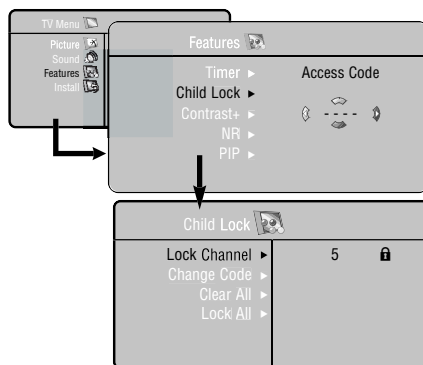 TV Menu
Picture
Sound
Features
Install
Features
Timer
Access Code
Child Lock
Contrast+
- - - -
NR
PIP
Child Lock
Lock Channel 5
Change Code
Clear All
Lock All